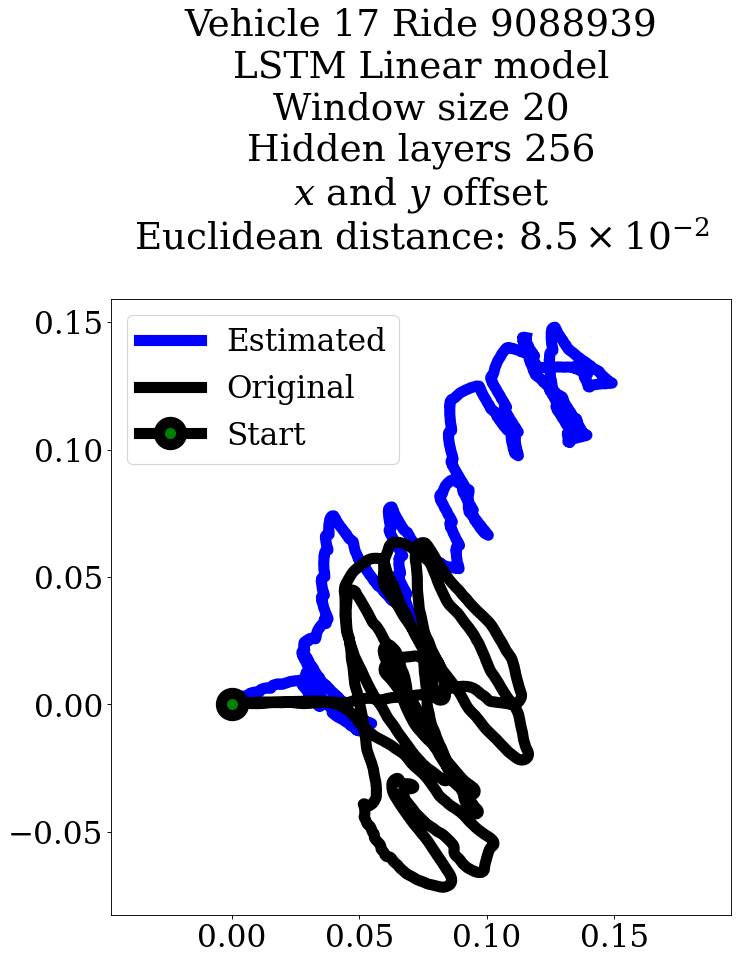 Vehicle 17 Ride 9088939
LSTM Linear model
Window size 20
Hidden layers 256
x and y offset
Euclidean distance: 8.5 × 10⁻²
Estimated
Original
Start
0.15
0.10
0.05
0.00
−0.05
0.00 0.05 0.10 0.15